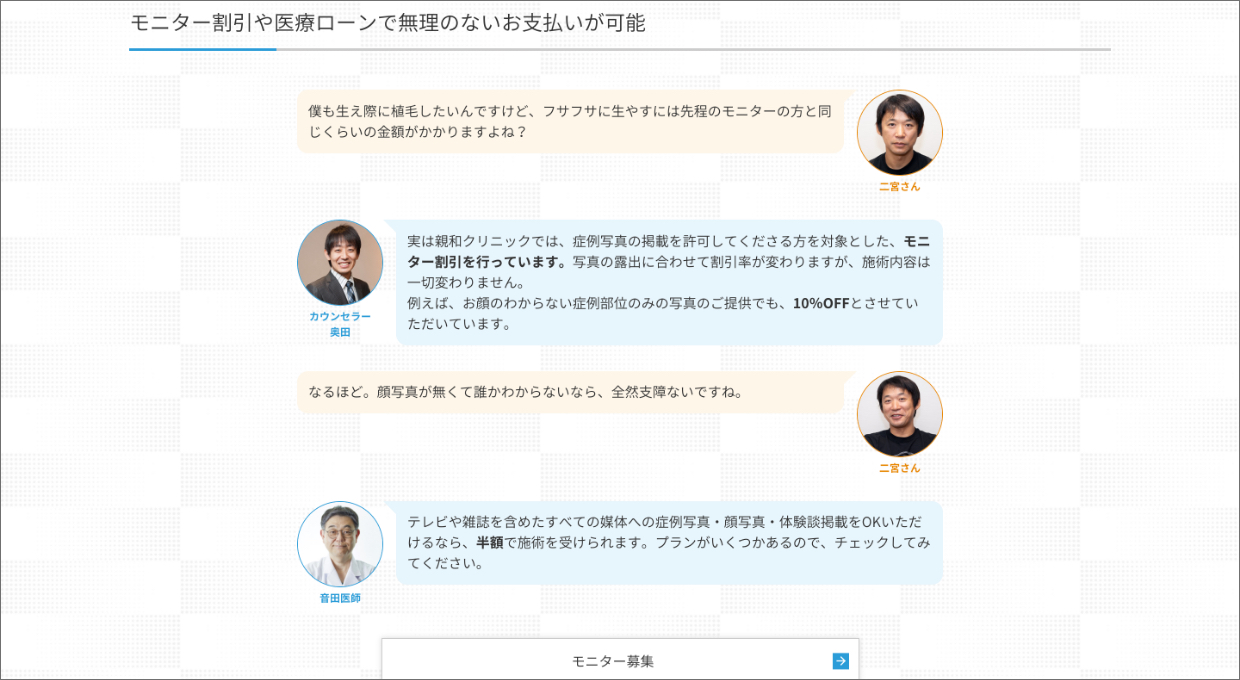 モニター割引や医療ローンで無理のないお支払いが可能
僕も生え際に植毛したいんですけど、フサフサに生やすには先程のモニターの方と同
じくらいの金額がかかりますよね？
二宮さん
実は親和クリニックでは、症例写真の掲載を許可してくださる方を対象とした、モニ
ター割引を行っています。写真の露出に合わせて割引率が変わりますが、施術内容は
一切変わりません。
例えば、お顔のわからない症例部位のみの写真のご提供でも、10%OFFとさせてい
ただいています。
カウンセラー
奥田
なるほど。顔写真が無くて誰かわからないなら、全然支障ないですね。
二宮さん
テレビや雑誌を含めたすべての媒体への症例写真・顔写真・体験談掲載をOKいただ
けるなら、半額で施術を受けられます。プランがいくつかあるので、チェックしてみ
てください。
音田医師
モニター募集